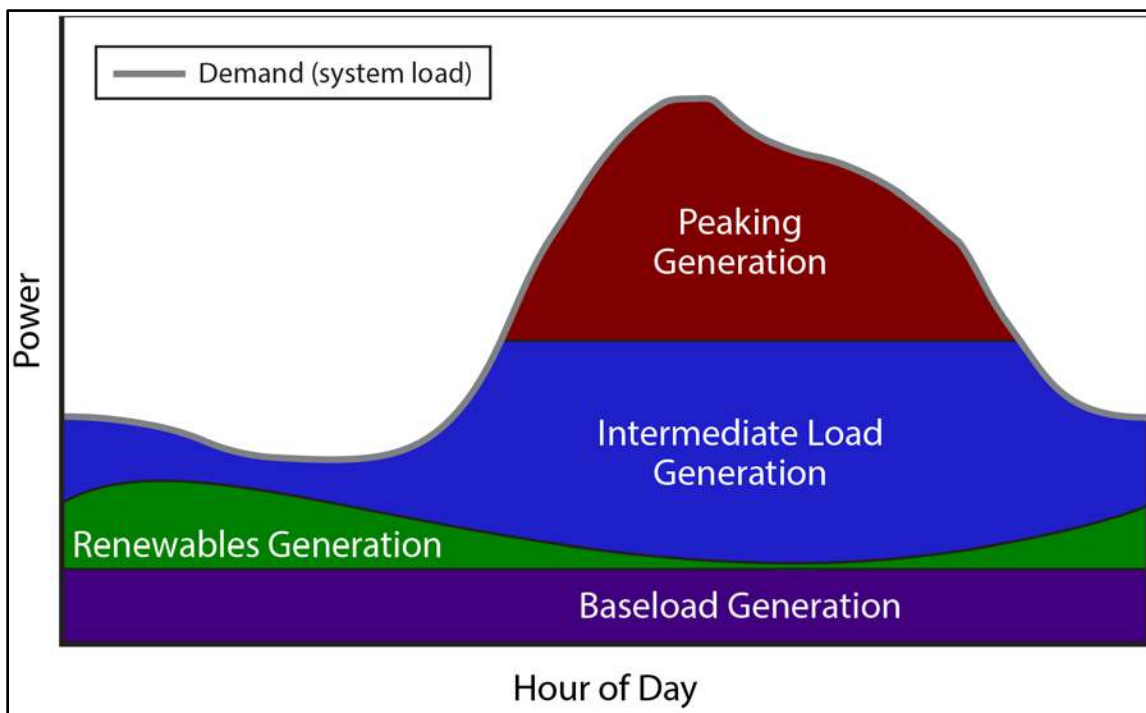 Demand (system load)
Power
Peaking
Generation
Intermediate Load
Generation
Renewables Generation
Baseload Generation
Hour of Day